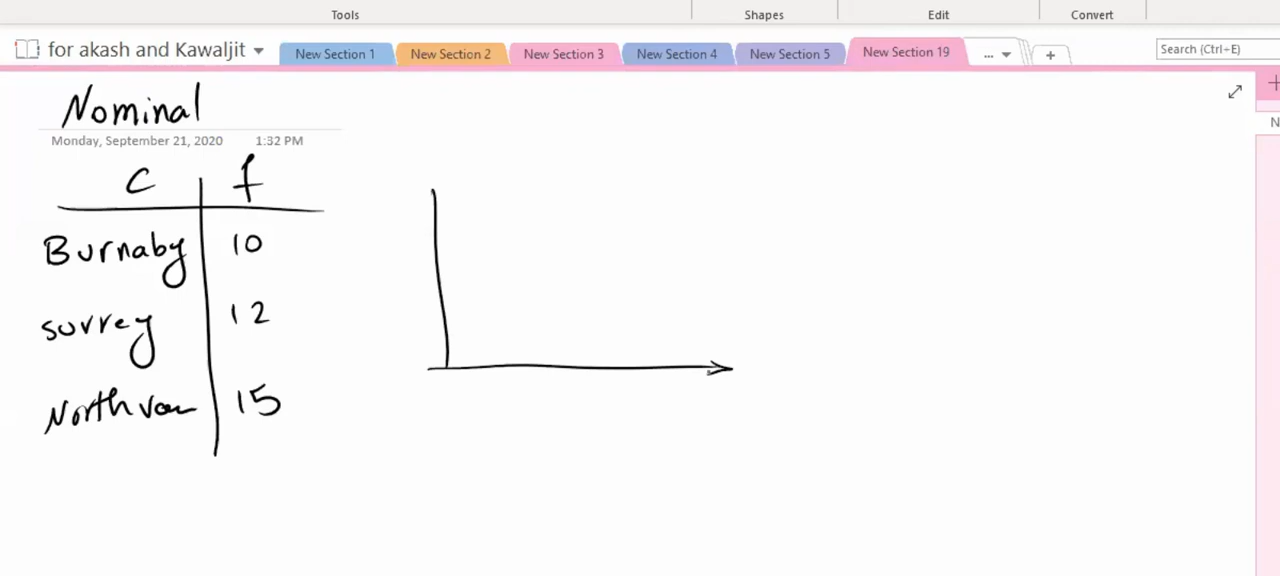 Tools Shapes Edit Convert
for akash and Kawaljit New Section 1 New Section 2 New Section 3 New Section 4 New Section 5 New Section 19 ... + Search (Ctrl+E)
Nominal
Monday, September 21, 2020 1:32 PM
C f
Burnaby 10
Surrey 12
North van 15